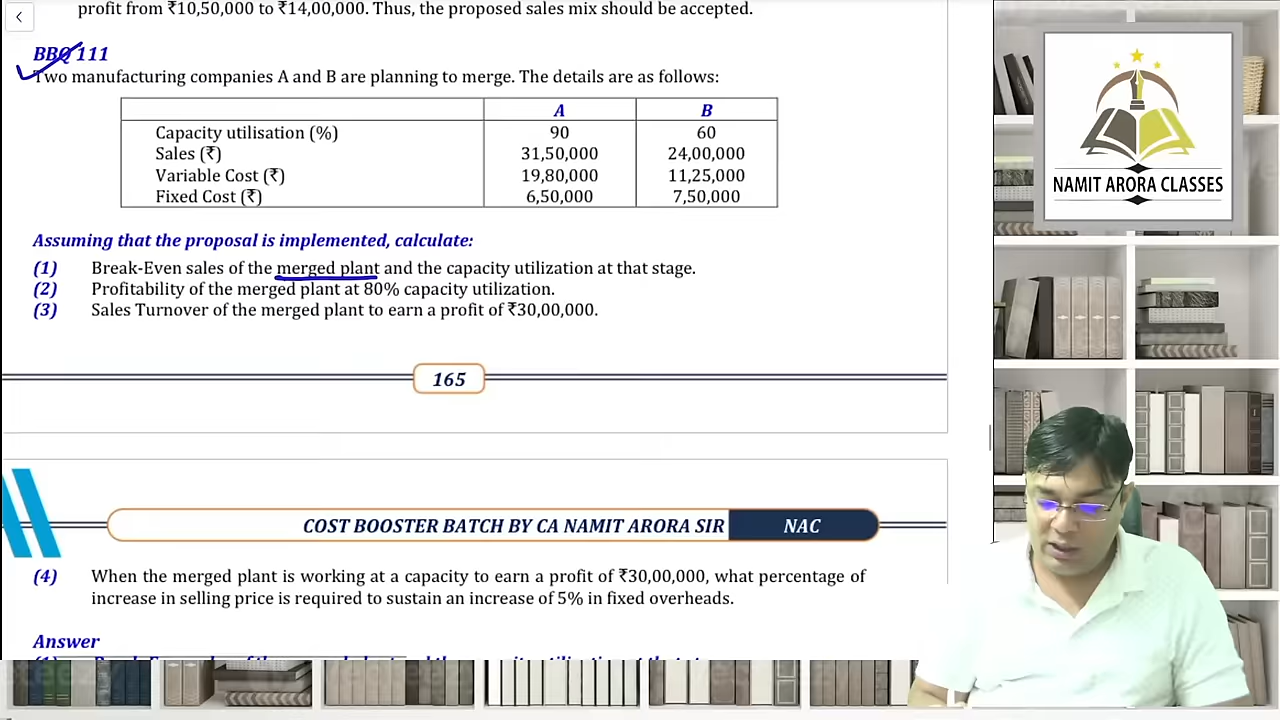 profit from ₹10,50,000 to ₹14,00,000. Thus, the proposed sales mix should be accepted.
BBQ 111
Two manufacturing companies A and B are planning to merge. The details are as follows:
A B
Capacity utilisation (%) 90 60
Sales (₹) 31,50,000 24,00,000
Variable Cost (₹) 19,80,000 11,25,000
Fixed Cost (₹) 6,50,000 7,50,000
Assuming that the proposal is implemented, calculate:
(1) Break-Even sales of the merged plant and the capacity utilization at that stage.
(2) Profitability of the merged plant at 80% capacity utilization.
(3) Sales Turnover of the merged plant to earn a profit of ₹30,00,000.
165
COST BOOSTER BATCH BY CA NAMIT ARORA SIR NAC
(4) When the merged plant is working at a capacity to earn a profit of ₹30,00,000, what percentage of
increase in selling price is required to sustain an increase of 5% in fixed overheads.
Answer
NAMIT ARORA CLASSES